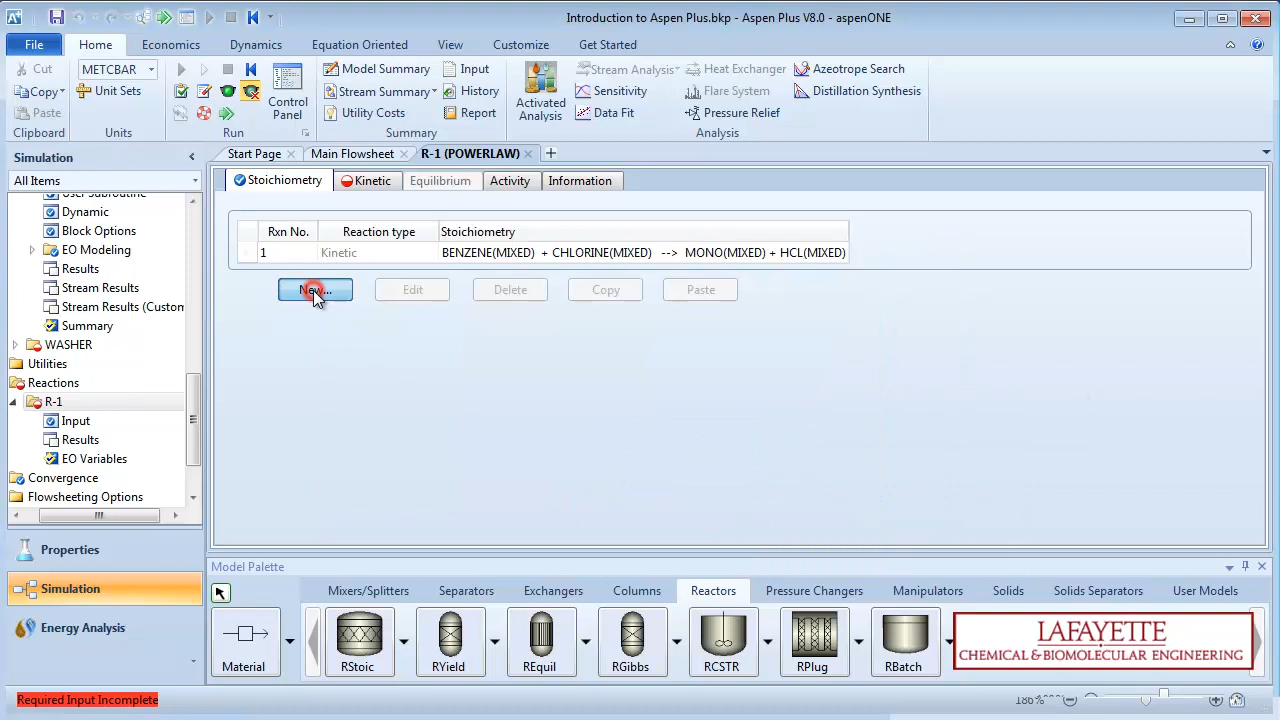 Introduction to Aspen Plus.bkp - Aspen Plus V8.0 - aspenONE
File Home Economics Dynamics Equation Oriented View Customize Get Started
Cut METCBAR Model Summary Input Stream Analysis Heat Exchanger Azeotrope Search
Copy Unit Sets Stream Summary History Sensitivity Flare System Distillation Synthesis
Paste Control Panel Utility Costs Report Activated Analysis Data Fit Pressure Relief
Clipboard Units Run Summary Analysis
Simulation Start Page Main Flowsheet R-1 (POWERLAW)
All Items Stoichiometry Kinetic Equilibrium Activity Information
User Subroutine
Dynamic
Block Options
EO Modeling
Results
Stream Results
Stream Results (Custom
Summary
WASHER
Utilities
Reactions
R-1
Input
Results
EO Variables
Convergence
Flowsheeting Options
Properties
Simulation
Energy Analysis
Rxn No. Reaction type Stoichiometry
1 Kinetic BENZENE(MIXED) + CHLORINE(MIXED) --> MONO(MIXED) + HCL(MIXED)
New... Edit Delete Copy Paste
Model Palette
Mixers/Splitters Separators Exchangers Columns Reactors Pressure Changers Manipulators Solids Solids Separators User Models
Material RStoic RYield REquil RGibbs RCSTR RPlug RBatch
LAFAYETTE
CHEMICAL & BIOMOLECULAR ENGINEERING
Required Input Incomplete